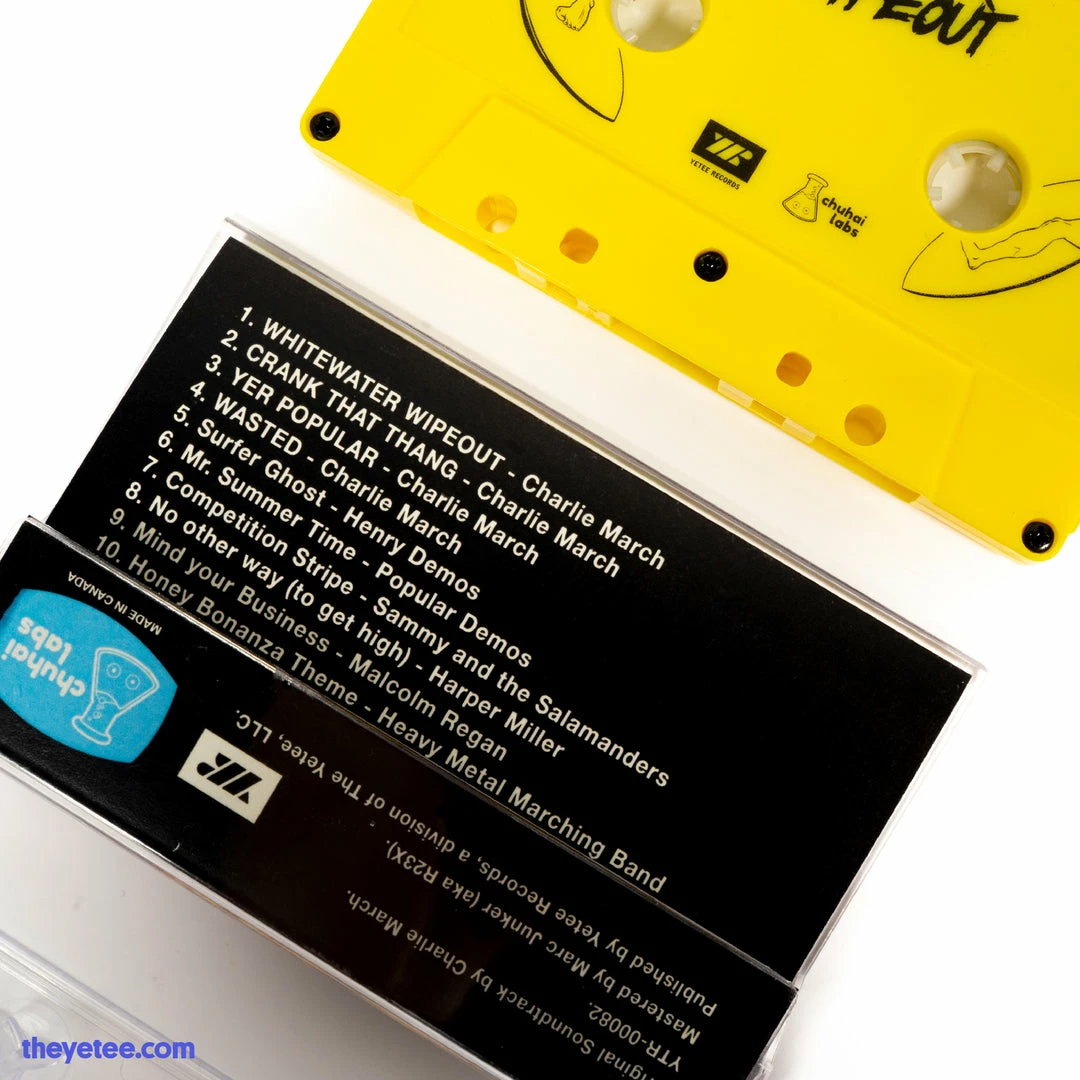 YETEE RECORDS
chuhai
labs
1. WHITEWATER WIPEOUT - Charlie March
2. CRANK THAT THANG - Charlie March
3. YER POPULAR - Charlie March
4. WASTED - Charlie March
5. Surfer Ghost - Henry Demos
6. Mr. Summer Time - Popular Demos
7. Competition Stripe - Sammy and the Salamanders
8. No other way (to get high) - Harper Miller
9. Mind your Business - Malcolm Regan
10. Honey Bonanza Theme - Heavy Metal Marching Band
MADE IN CANADA
chuhai
labs
Soundtrack by Charlie March.
YTR-00082.
Mastered by Marc Junker (aka R23X).
Published by Yetee Records, a division of The Yetee, LLC.
theyetee.com